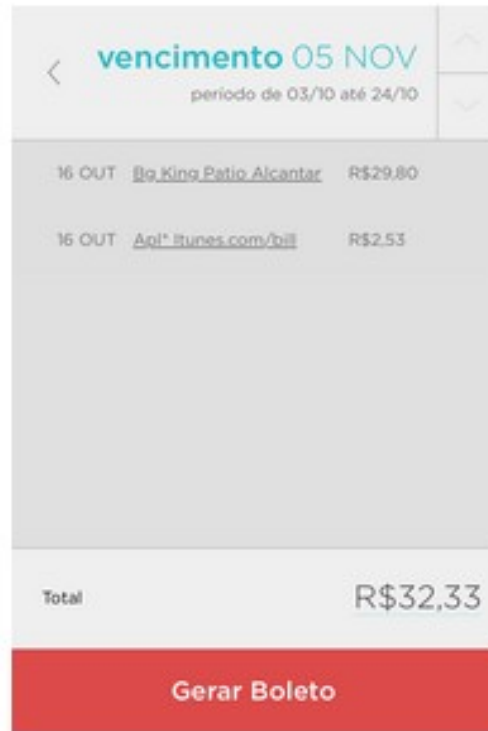 vencimento 05 NOV
período de 03/10 até 24/10
16 OUT Bg King Patio Alcantar R$29,80
16 OUT Apl* Itunes.com/bill R$2,53
Total R$32,33
Gerar Boleto